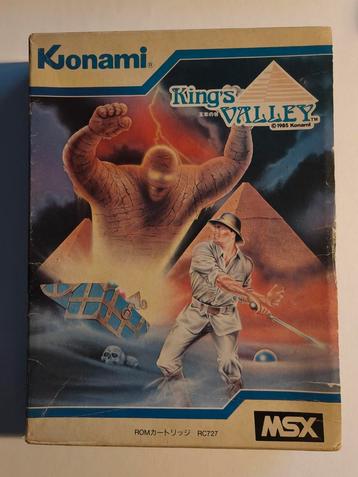 Konami®
King's
王家の谷 VALLEY™
©1985 Konami
ROMカートリッジ RC727
MSX